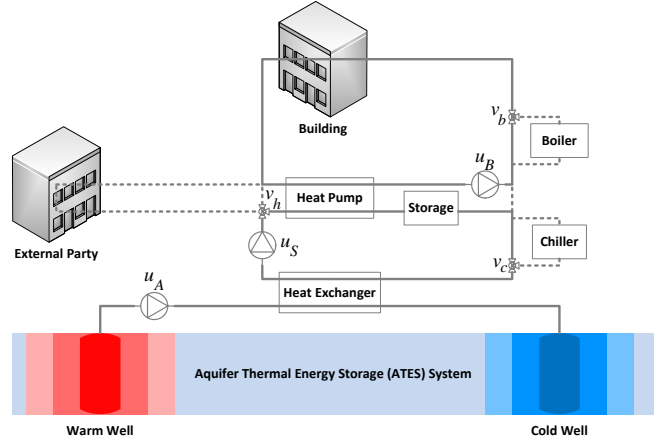 Building
v_b
Boiler
u_B
Heat Pump
v_h
Storage
External Party
u_S
Chiller
v_c
Heat Exchanger
u_A
Aquifer Thermal Energy Storage (ATES) System
Warm Well
Cold Well